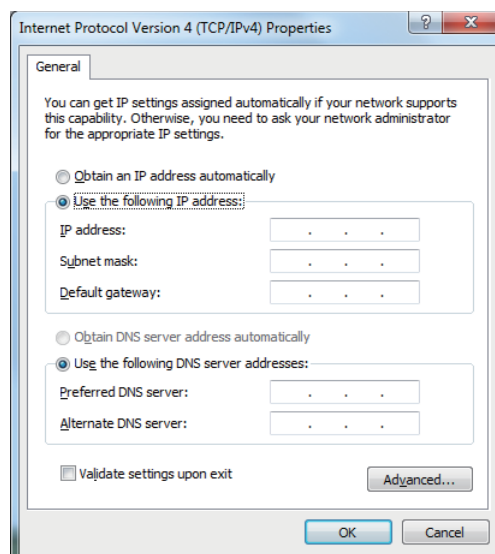 Internet Protocol Version 4 (TCP/IPv4) Properties
General
You can get IP settings assigned automatically if your network supports
this capability. Otherwise, you need to ask your network administrator
for the appropriate IP settings.
Obtain an IP address automatically
Use the following IP address:
IP address:
Subnet mask:
Default gateway:
Obtain DNS server address automatically
Use the following DNS server addresses:
Preferred DNS server:
Alternate DNS server:
Validate settings upon exit
Advanced...
OK Cancel